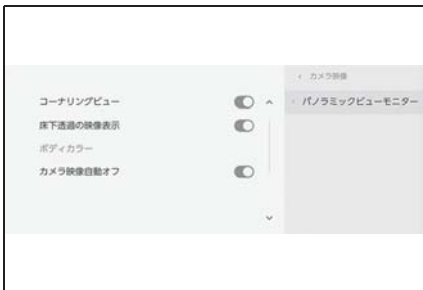 カメラ映像
パノラミックビューモニター
コーナリングビュー
床下透過の映像表示
ボディカラー
カメラ映像自動オフ